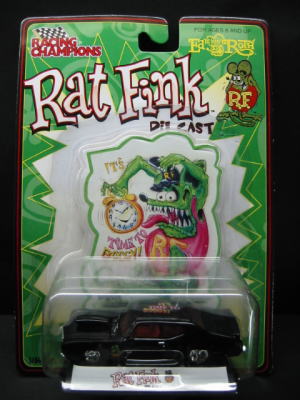 RACING
CHAMPIONS
FOR AGES 8 AND UP
Ed "Big Daddy" Roth
Rat Fink
DIE CAST
R.F.
IT'S
TIME TO
Rat Fink